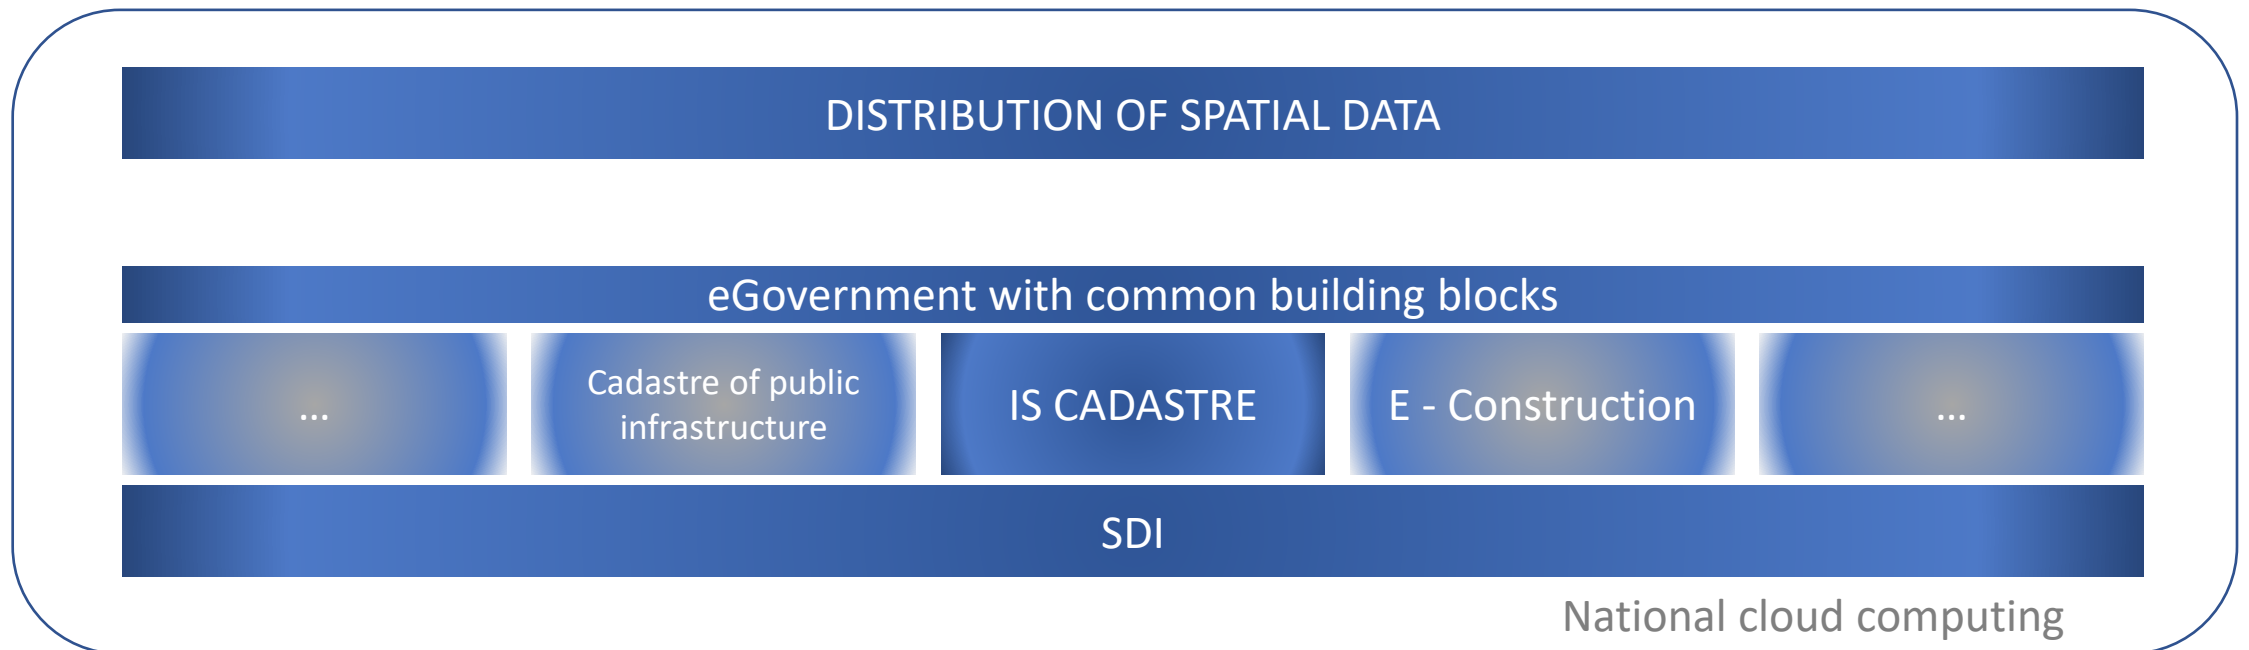 DISTRIBUTION OF SPATIAL DATA
eGovernment with common building blocks
...
Cadastre of public
infrastructure
IS CADASTRE
E - Construction
...
SDI
National cloud computing